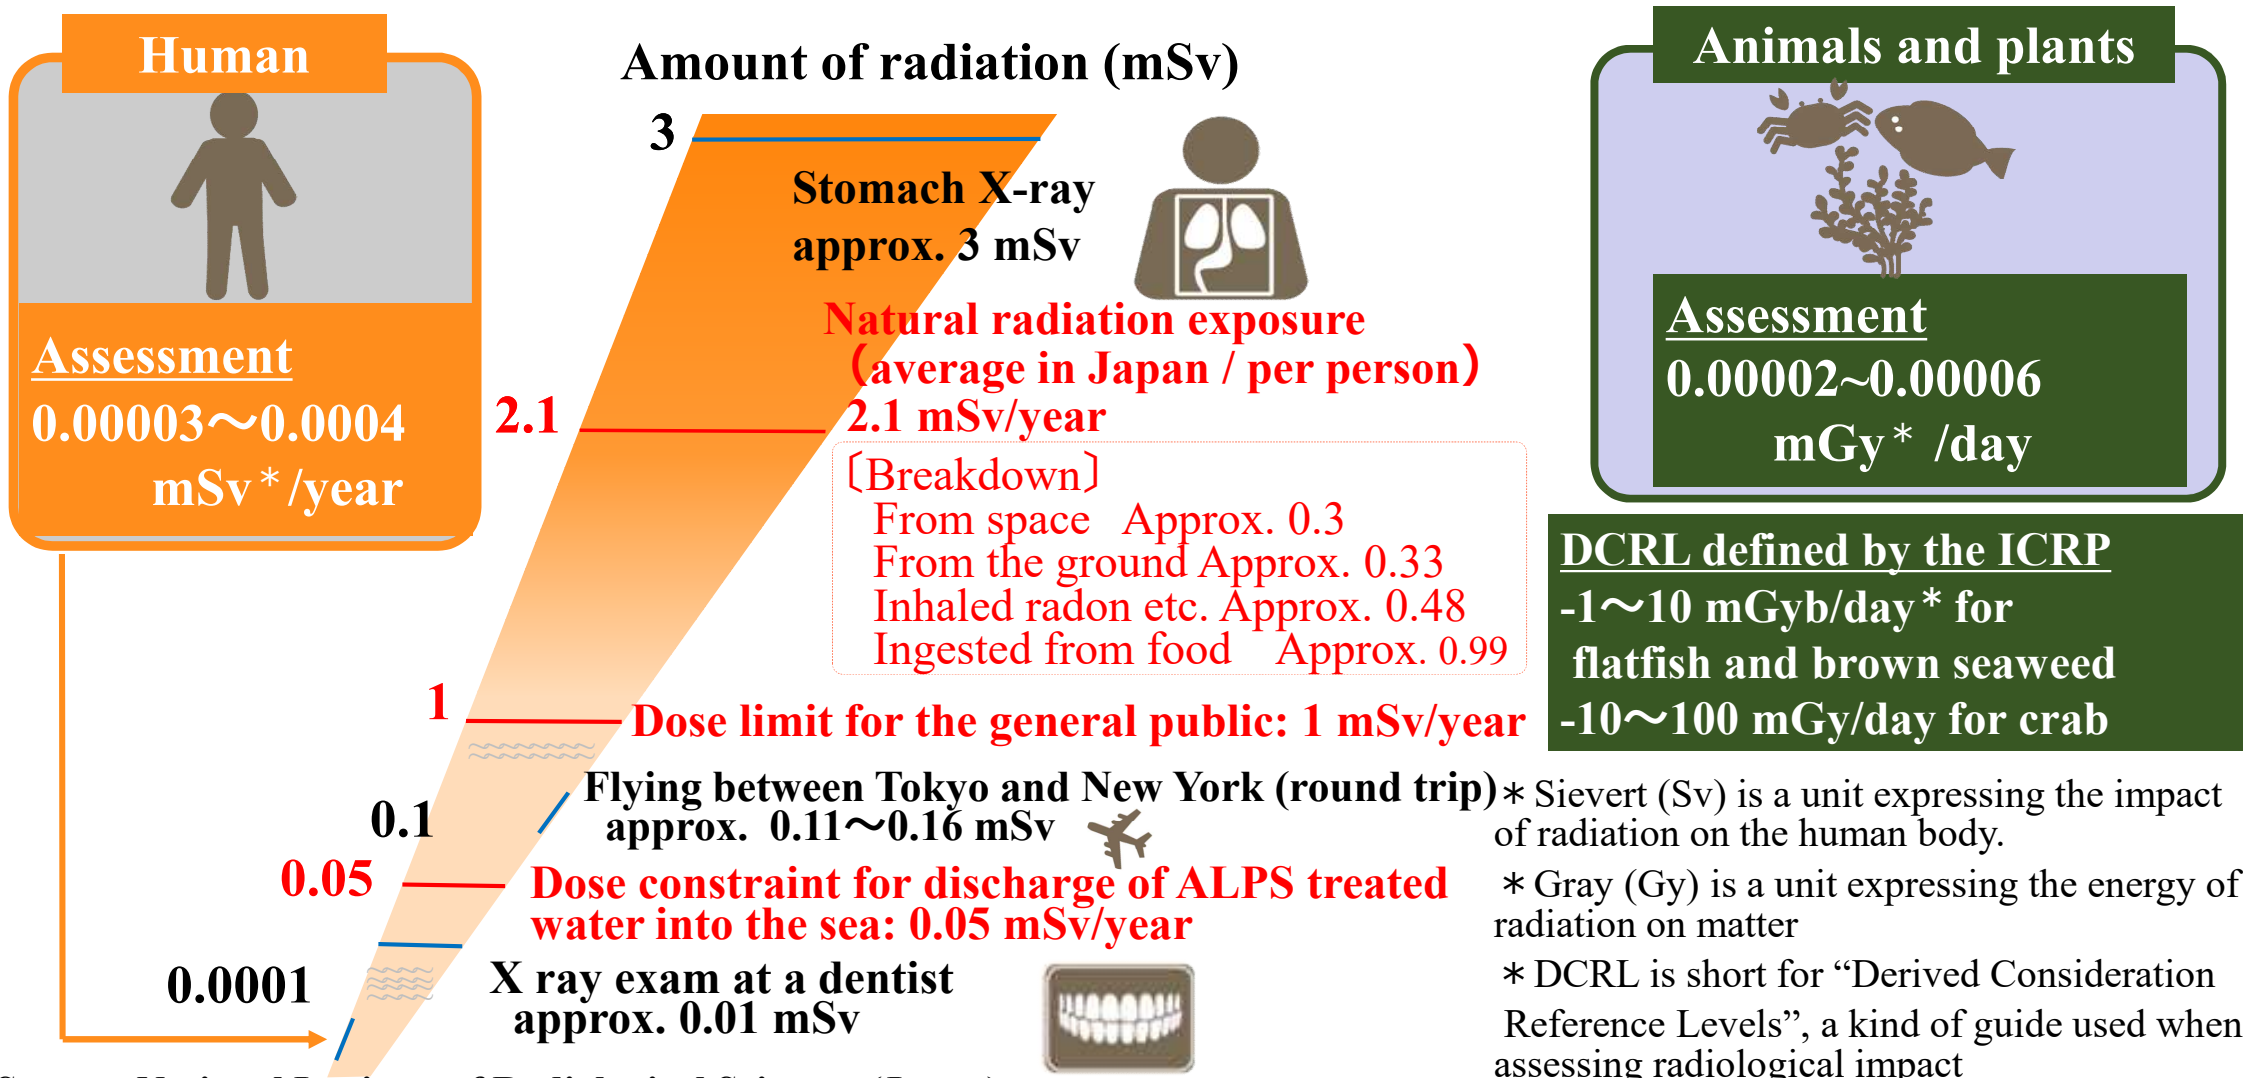 Human
Assessment
0.00003～0.0004
mSv＊/year
Amount of radiation (mSv)
3
Stomach X-ray
approx. 3 mSv
Natural radiation exposure
（average in Japan / per person）
2.1
2.1 mSv/year
〔Breakdown〕
From space Approx. 0.3
From the ground Approx. 0.33
Inhaled radon etc. Approx. 0.48
Ingested from food Approx. 0.99
1
Dose limit for the general public: 1 mSv/year
Flying between Tokyo and New York (round trip)
0.1
approx. 0.11～0.16 mSv
0.05
Dose constraint for discharge of ALPS treated
water into the sea: 0.05 mSv/year
0.0001
X ray exam at a dentist
approx. 0.01 mSv
Animals and plants
Assessment
0.00002~0.00006
mGy＊ /day
DCRL defined by the ICRP
-1～10 mGyb/day＊ for
flatfish and brown seaweed
-10～100 mGy/day for crab
＊Sievert (Sv) is a unit expressing the impact
of radiation on the human body.
＊Gray (Gy) is a unit expressing the energy of
radiation on matter
＊DCRL is short for “Derived Consideration
Reference Levels”, a kind of guide used when
assessing radiological impact